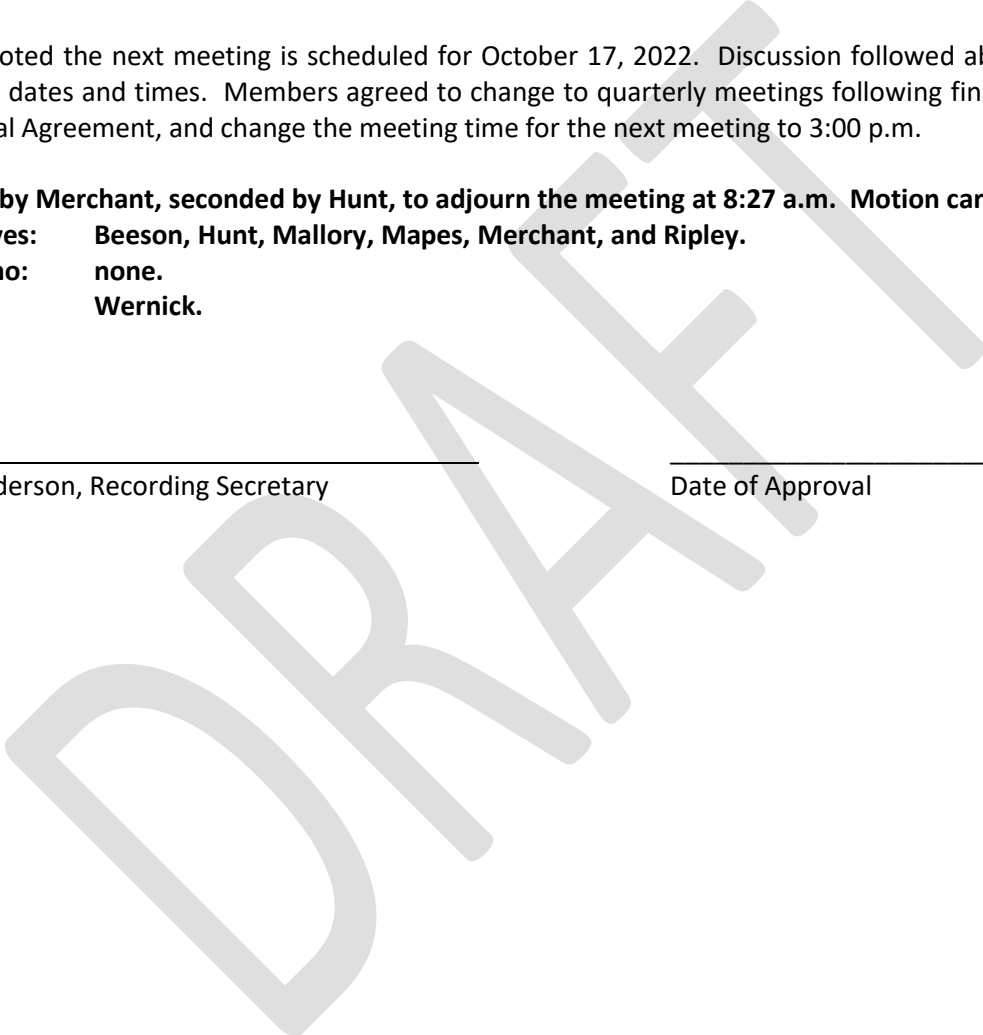 oted the next meeting is scheduled for October 17, 2022. Discussion followed ab
dates and times. Members agreed to change to quarterly meetings following fina
al Agreement, and change the meeting time for the next meeting to 3:00 p.m.
by Merchant, seconded by Hunt, to adjourn the meeting at 8:27 a.m. Motion car
yes: Beeson, Hunt, Mallory, Mapes, Merchant, and Ripley.
no: none.
Wernick.
derson, Recording Secretary Date of Approval
DRAFT